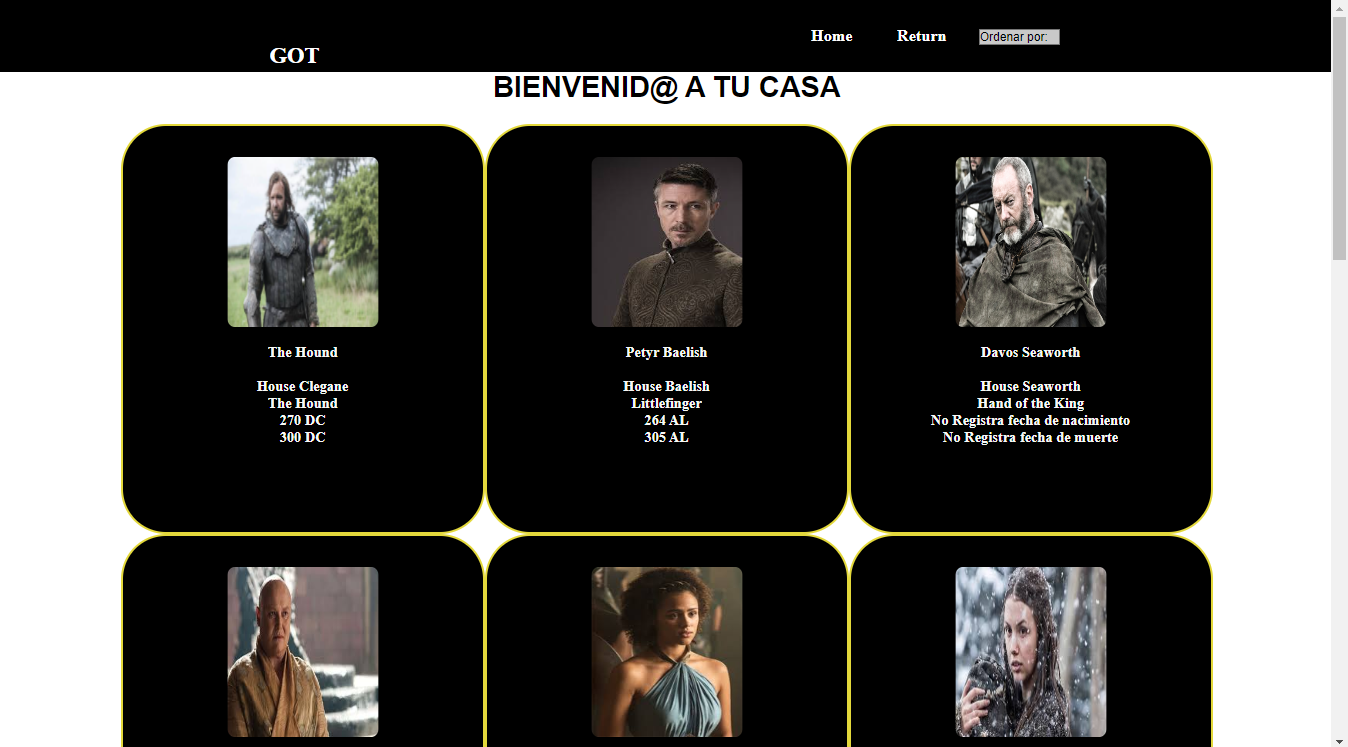 GOT
Home
Return
Ordenar por:
BIENVENID@ A TU CASA
The Hound
House Clegane
The Hound
270 DC
300 DC
Petyr Baelish
House Baelish
Littlefinger
264 AL
305 AL
Davos Seaworth
House Seaworth
Hand of the King
No Registra fecha de nacimiento
No Registra fecha de muerte